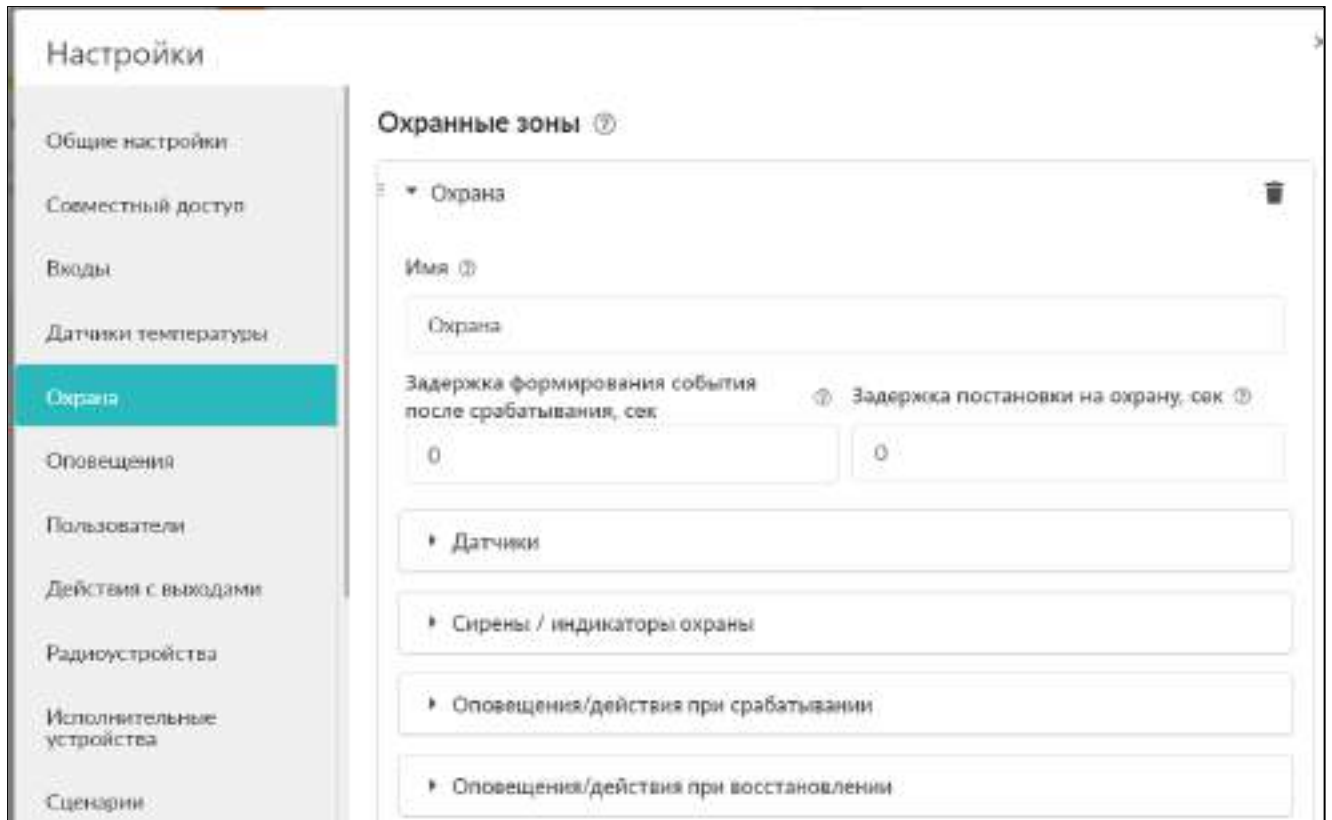 Настройки
Общие настройки
Совместный доступ
Входы
Датчики температуры
Охрана
Оповещения
Пользователи
Действия с выходами
Радиоустройства
Исполнительные
устройства
Сценарии
Охранные зоны
Охрана
Имя
Охрана
Задержка формирования события
после срабатывания, сек
Задержка постановки на охрану, сек
0
0
Датчики
Сирены / индикаторы охраны
Оповещения/действия при срабатывании
Оповещения/действия при восстановлении